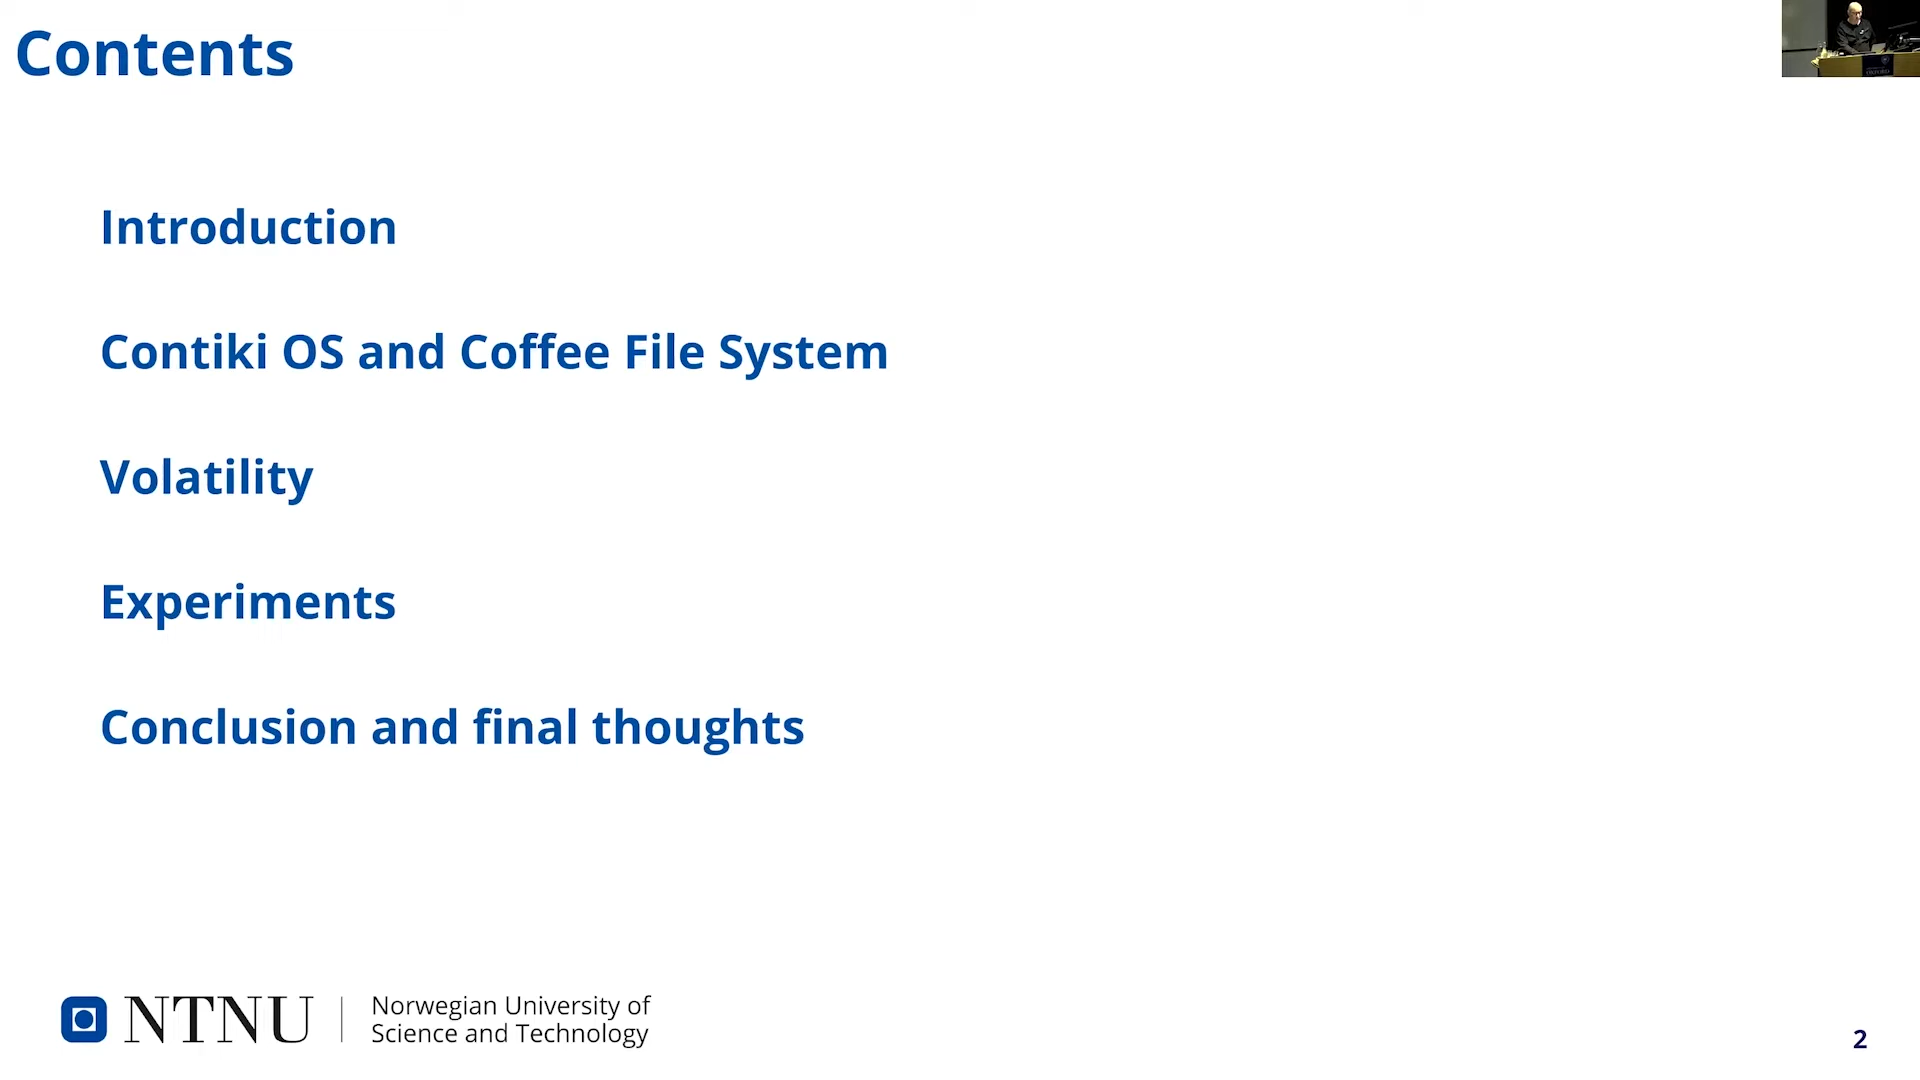 Contents
Introduction
Contiki OS and Coffee File System
Volatility
Experiments
Conclusion and final thoughts
NTNU
Norwegian University of
Science and Technology
2
OXFORD